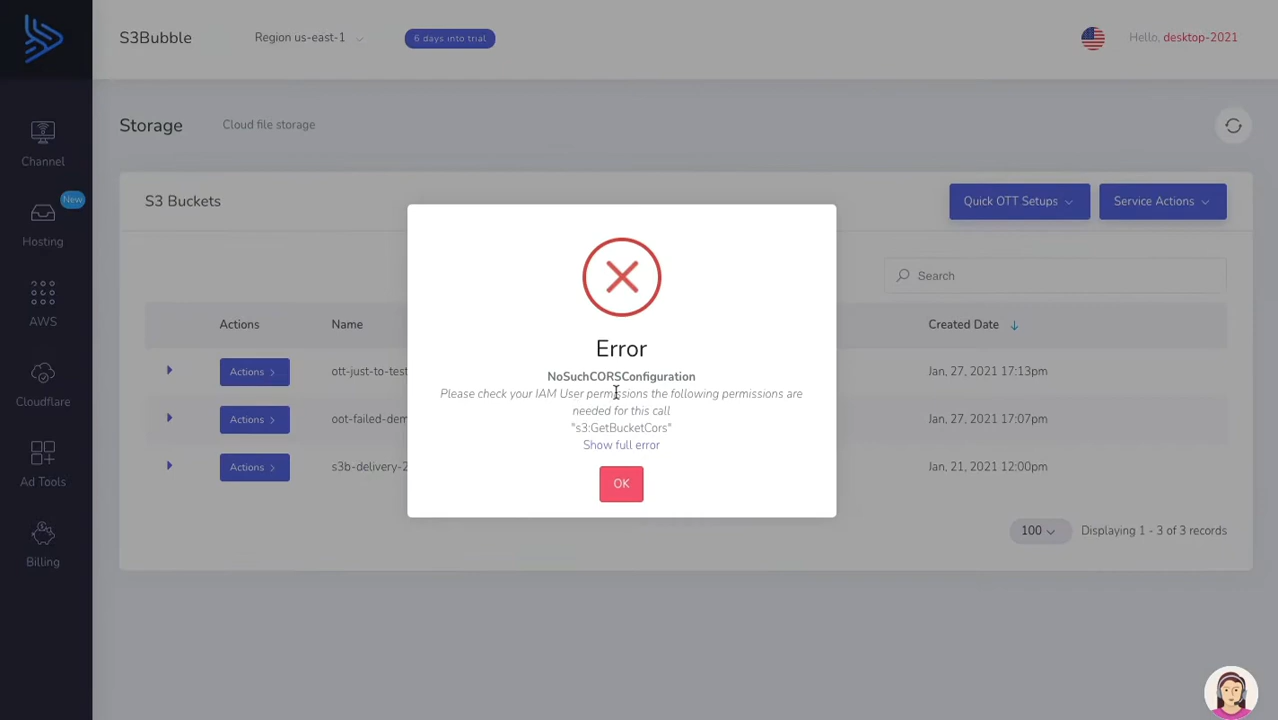 S3Bubble
Region us-east-1
6 days into trial
Hello, desktop-2021
Storage
Cloud file storage
Channel
New
Hosting
AWS
Cloudflare
Ad Tools
Billing
S3 Buckets
Quick OTT Setups
Service Actions
Search
Actions Name Created Date
Actions ott-just-to-test Jan, 27, 2021 17:13pm
Actions oot-failed-dem Jan, 27, 2021 17:07pm
Actions s3b-delivery-2 Jan, 21, 2021 12:00pm
100 Displaying 1 - 3 of 3 records
Error
NoSuchCORSConfiguration
Please check your IAM User permissions the following permissions are
needed for this call
"s3:GetBucketCors"
Show full error
OK